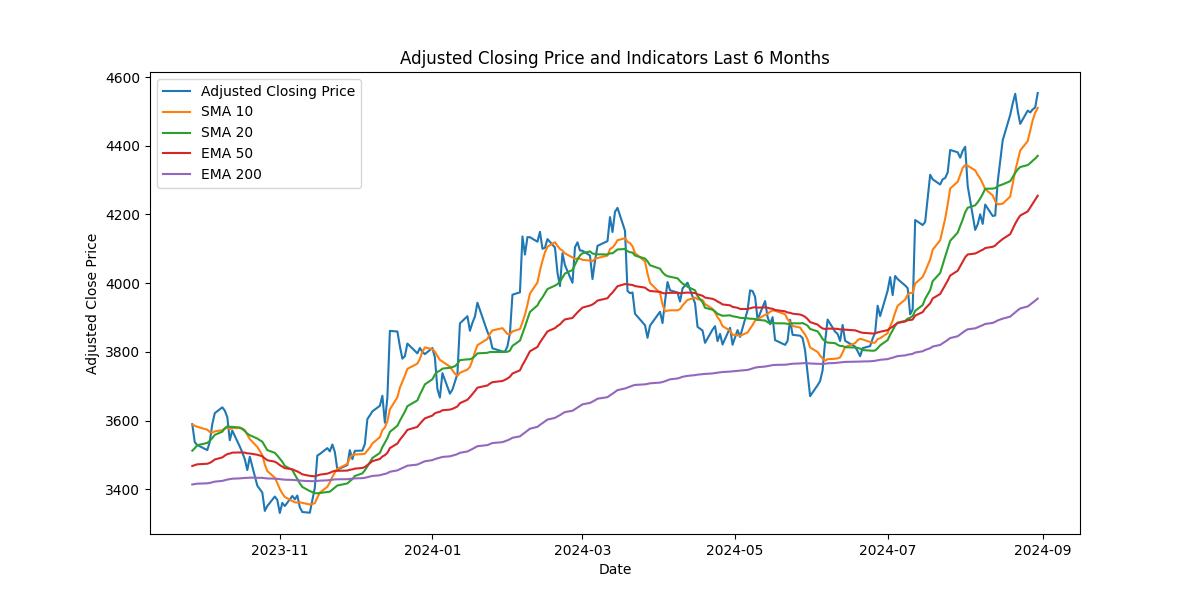 Adjusted Closing Price and Indicators Last 6 Months
Adjusted Closing Price
SMA 10
SMA 20
EMA 50
EMA 200
Adjusted Close Price
4600
4400
4200
4000
3800
3600
3400
2023-11
2024-01
2024-03
2024-05
2024-07
2024-09
Date